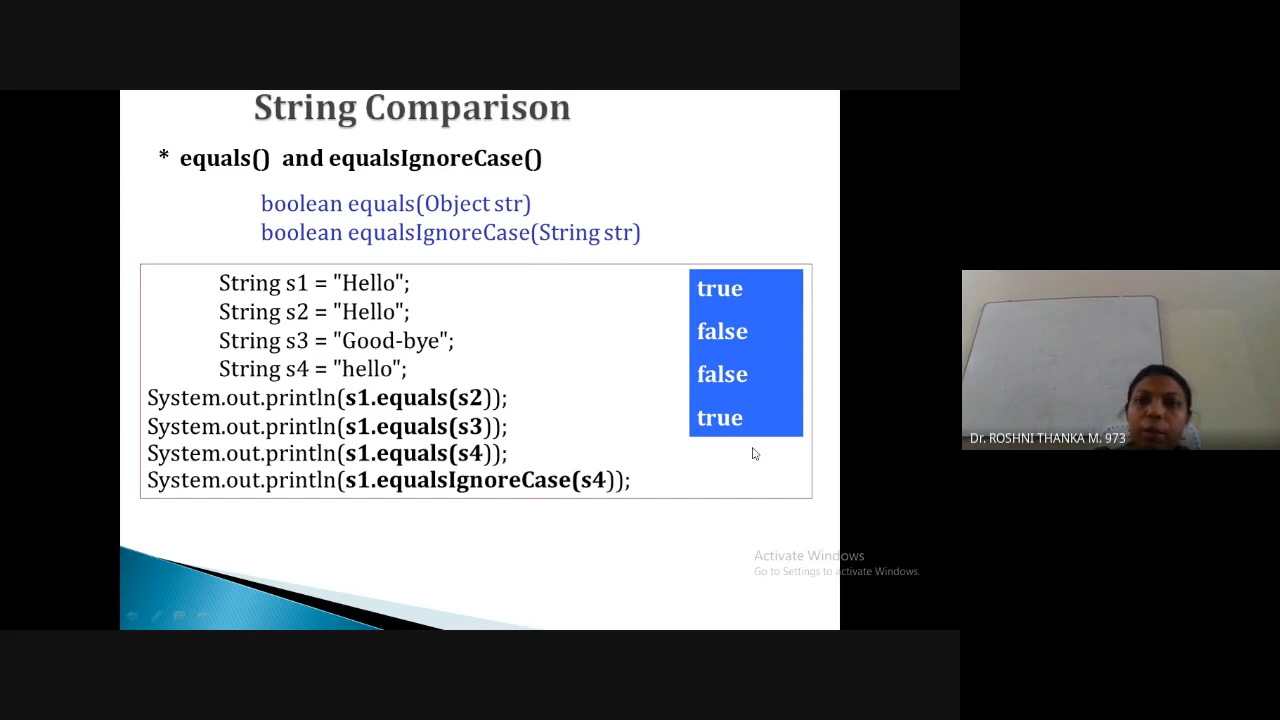 String Comparison
* equals() and equalsIgnoreCase()
boolean equals(Object str)
boolean equalsIgnoreCase(String str)
String s1 = "Hello";
String s2 = "Hello";
String s3 = "Good-bye";
String s4 = "hello";
System.out.println(s1.equals(s2));
System.out.println(s1.equals(s3));
System.out.println(s1.equals(s4));
System.out.println(s1.equalsIgnoreCase(s4));
true
false
false
true
Activate Windows
Go to Settings to activate Windows.
Dr. ROSHNI THANKA M. 973